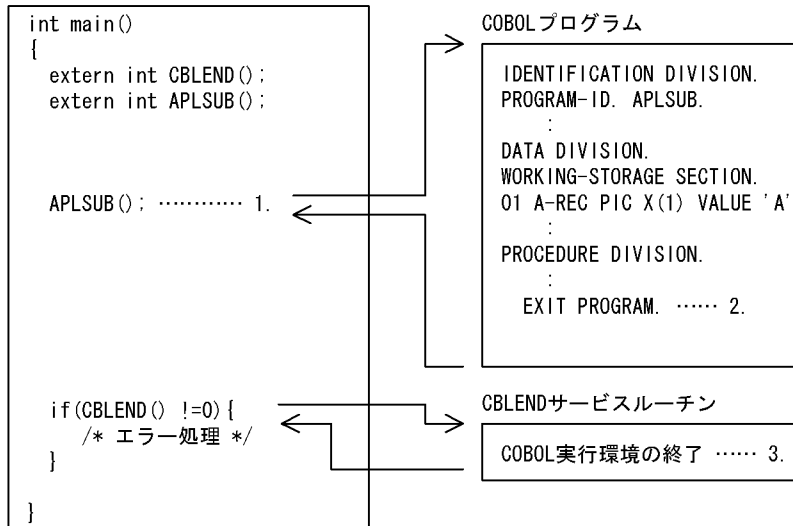 int main()
{
extern int CBLEND();
extern int APLSUB();
APLSUB(); ………… 1.
if(CBLEND() !=0){
/* エラー処理 */
}
}
COBOLプログラム
IDENTIFICATION DIVISION.
PROGRAM-ID. APLSUB.
:
DATA DIVISION.
WORKING-STORAGE SECTION.
01 A-REC PIC X(1) VALUE 'A'
:
PROCEDURE DIVISION.
:
EXIT PROGRAM. …… 2.
CBLENDサービスルーチン
COBOL実行環境の終了 …… 3.